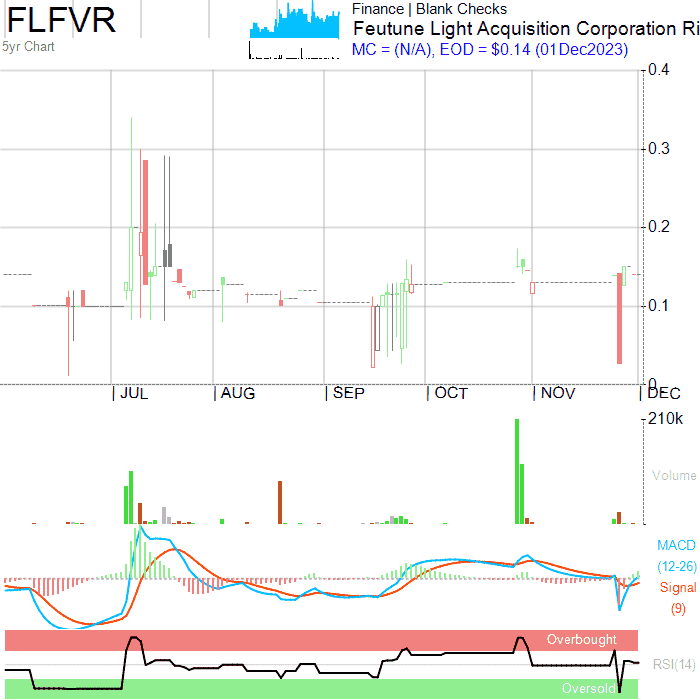 FLFVR
5yr Chart
Finance | Blank Checks
Feutune Light Acquisition Corporation Ri
MC = (N/A), EOD = $0.14 (01Dec2023)
0.4
0.3
0.2
0.1
0
JUL AUG SEP OCT NOV DEC
210k
Volume
MACD
(12-26)
Signal
(9)
Overbought
RSI(14)
Oversold